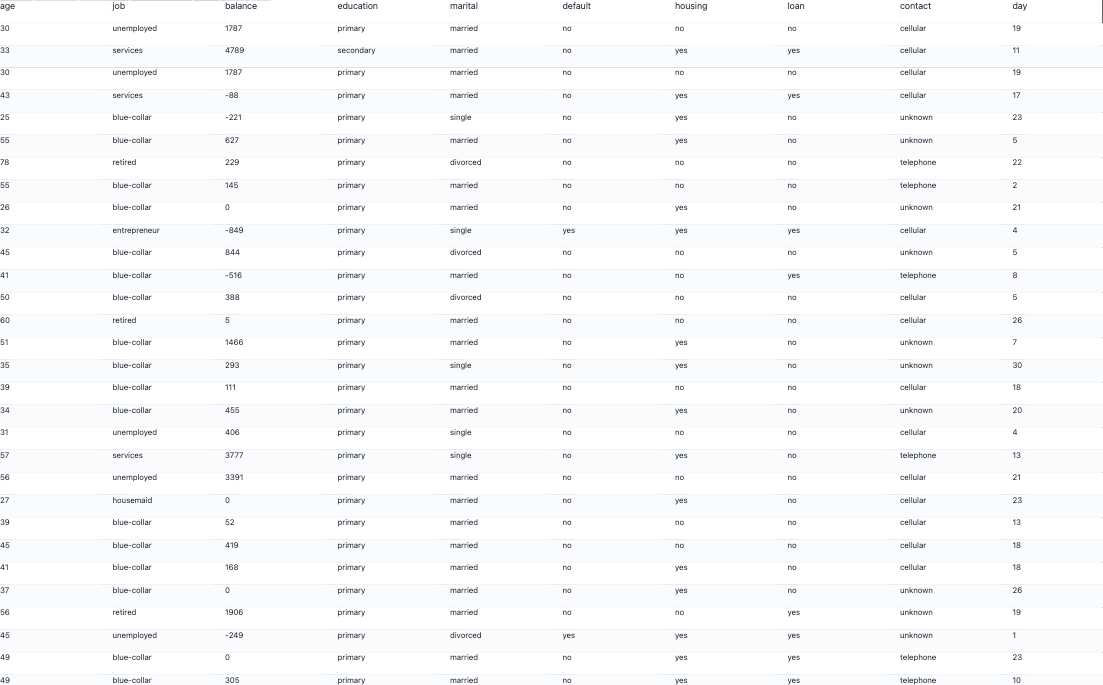 age job balance education marital default housing loan contact day
30 unemployed 1787 primary married no no no cellular 19
33 services 4789 secondary married no yes yes cellular 11
30 unemployed 1787 primary married no no no cellular 19
43 services -88 primary married no yes yes cellular 17
25 blue-collar -221 primary single no yes no unknown 23
55 blue-collar 627 primary married no yes no unknown 5
78 retired 229 primary divorced no no no telephone 22
55 blue-collar 145 primary married no no no telephone 2
26 blue-collar 0 primary married no yes no unknown 21
32 entrepreneur -849 primary single yes yes yes cellular 4
45 blue-collar 844 primary divorced no no no unknown 5
41 blue-collar -516 primary married no no yes telephone 8
50 blue-collar 388 primary divorced no no no cellular 5
60 retired 5 primary married no no no cellular 26
51 blue-collar 1466 primary married no yes no unknown 7
35 blue-collar 293 primary single no yes no unknown 30
39 blue-collar 111 primary married no no no cellular 18
34 blue-collar 455 primary married no yes no unknown 20
31 unemployed 406 primary single no no no cellular 4
57 services 3777 primary single no yes no telephone 13
56 unemployed 3391 primary married no no no cellular 21
27 housemaid 0 primary married no yes no cellular 23
39 blue-collar 52 primary married no no no cellular 13
45 blue-collar 419 primary married no no no cellular 18
41 blue-collar 168 primary married no yes no cellular 18
37 blue-collar 0 primary married no yes no unknown 26
56 retired 1906 primary married no no yes unknown 19
45 unemployed -249 primary divorced yes yes yes unknown 1
49 blue-collar 0 primary married no yes yes telephone 23
49 blue-collar 305 primary married no yes yes telephone 10